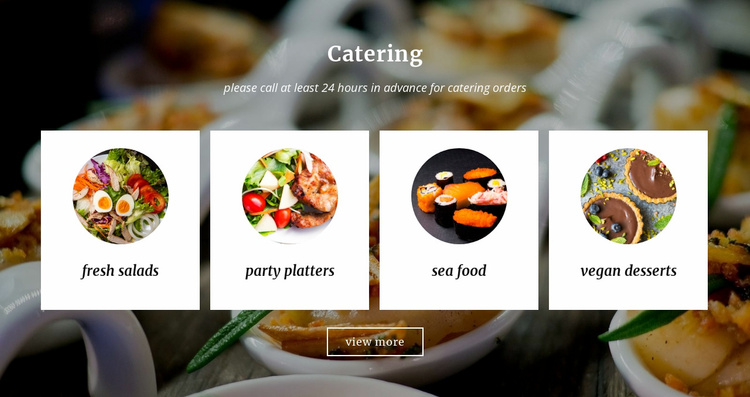 Catering
please call at least 24 hours in advance for catering orders
fresh salads
party platters
sea food
vegan desserts
view more